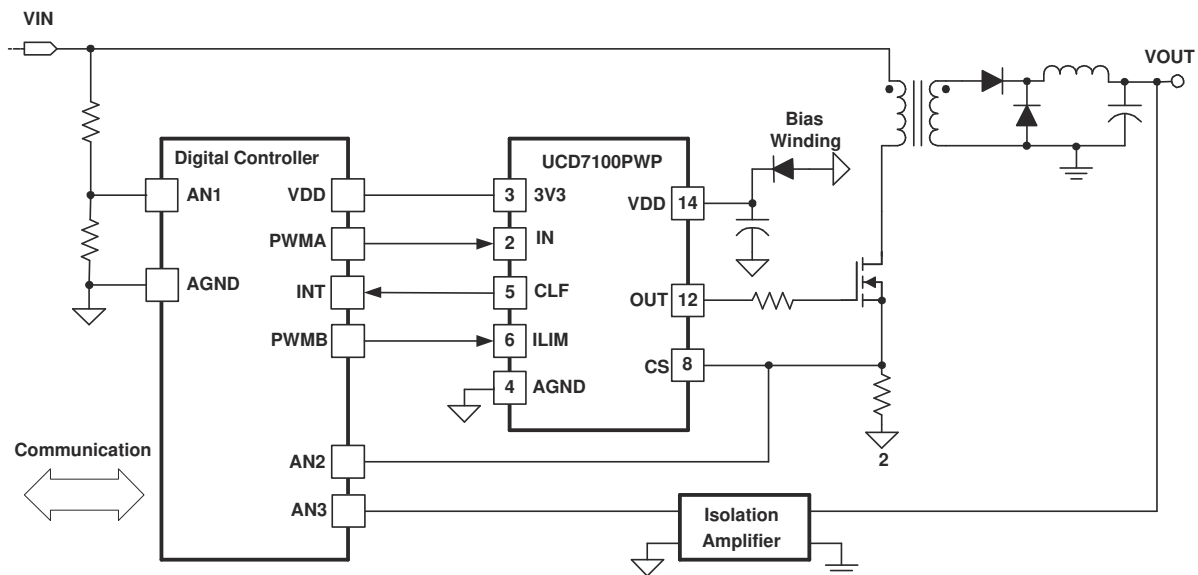 VIN
VOUT
Bias
Winding
Digital Controller
UCD7100PWP
AN1
VDD
3
3V3
VDD
14
PWMA
2
IN
AGND
INT
5
CLF
OUT
12
PWMB
6
ILIM
CS
8
4
AGND
2
Communication
AN2
AN3
Isolation
Amplifier